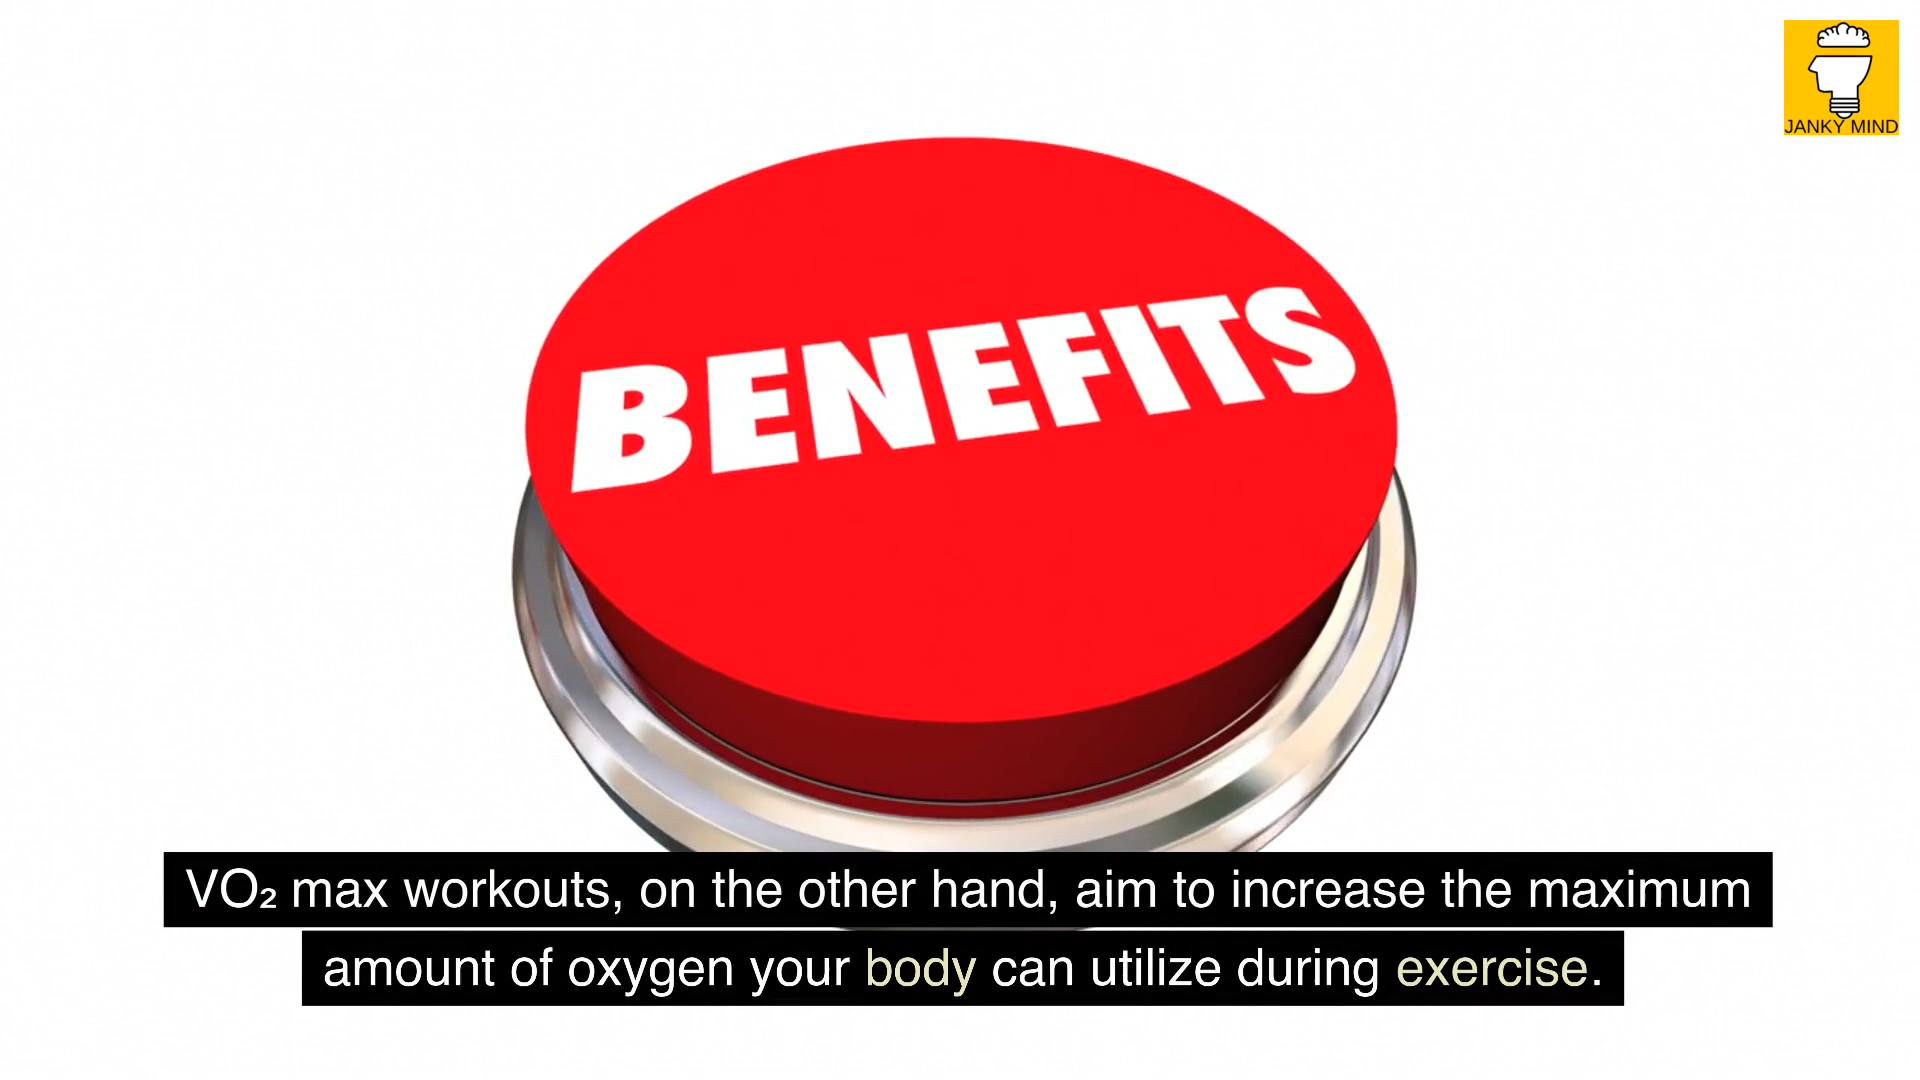 JANKY MIND
BENEFITS
VO₂ max workouts, on the other hand, aim to increase the maximum
amount of oxygen your body can utilize during exercise.